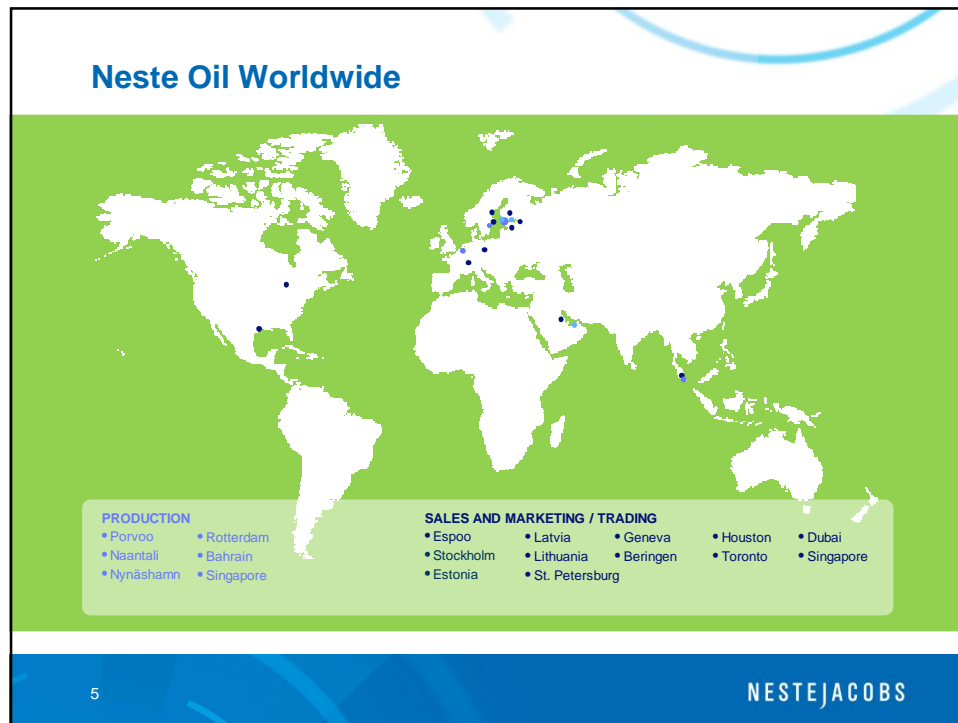 Neste Oil Worldwide
PRODUCTION
• Porvoo • Rotterdam
• Naantali • Bahrain
• Nynäshamn • Singapore
SALES AND MARKETING / TRADING
• Espoo • Latvia • Geneva • Houston • Dubai
• Stockholm • Lithuania • Beringen • Toronto • Singapore
• Estonia • St. Petersburg
5
NESTEJACOBS